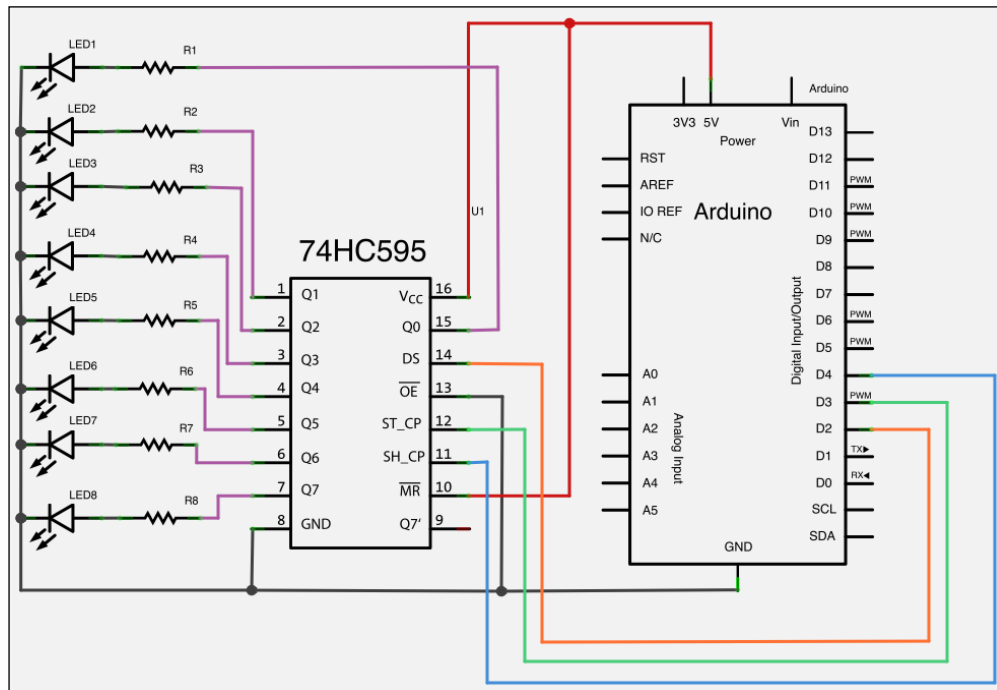 LED1
R1
LED2
R2
LED3
R3
LED4
R4
LED5
R5
LED6
R6
LED7
R7
LED8
R8
U1
74HC595
1 Q1
2 Q2
3 Q3
4 Q4
5 Q5
6 Q6
7 Q7
8 GND
VCC 16
Q0 15
DS 14
OE 13
ST_CP 12
SH_CP 11
MR 10
Q7' 9
Arduino
3V3 5V Vin
Power
Arduino
RST
AREF
IO REF
N/C
A0
A1
A2
A3
A4
A5
Analog Input
Digital Input/Output
D13
D12
D11 PWM
D10 PWM
D9 PWM
D8
D7
D6 PWM
D5 PWM
D4
D3 PWM
D2
D1 TX▶
D0 RX◀
SCL
SDA
GND